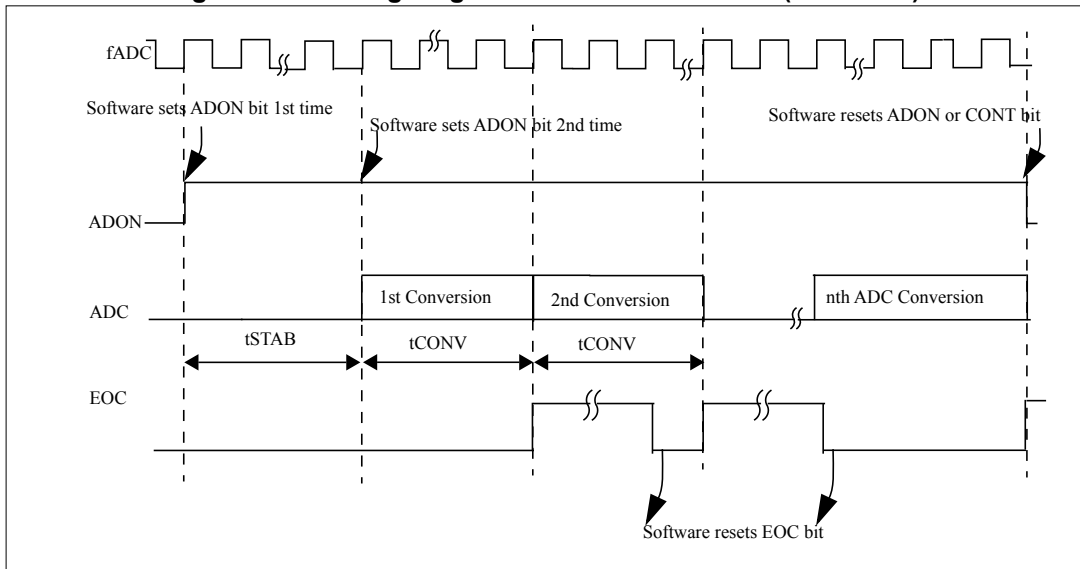 fADC
Software sets ADON bit 1st time
Software sets ADON bit 2nd time
Software resets ADON or CONT bit
ADON
1st Conversion
2nd Conversion
nth ADC Conversion
ADC
tSTAB
tCONV
tCONV
EOC
Software resets EOC bit